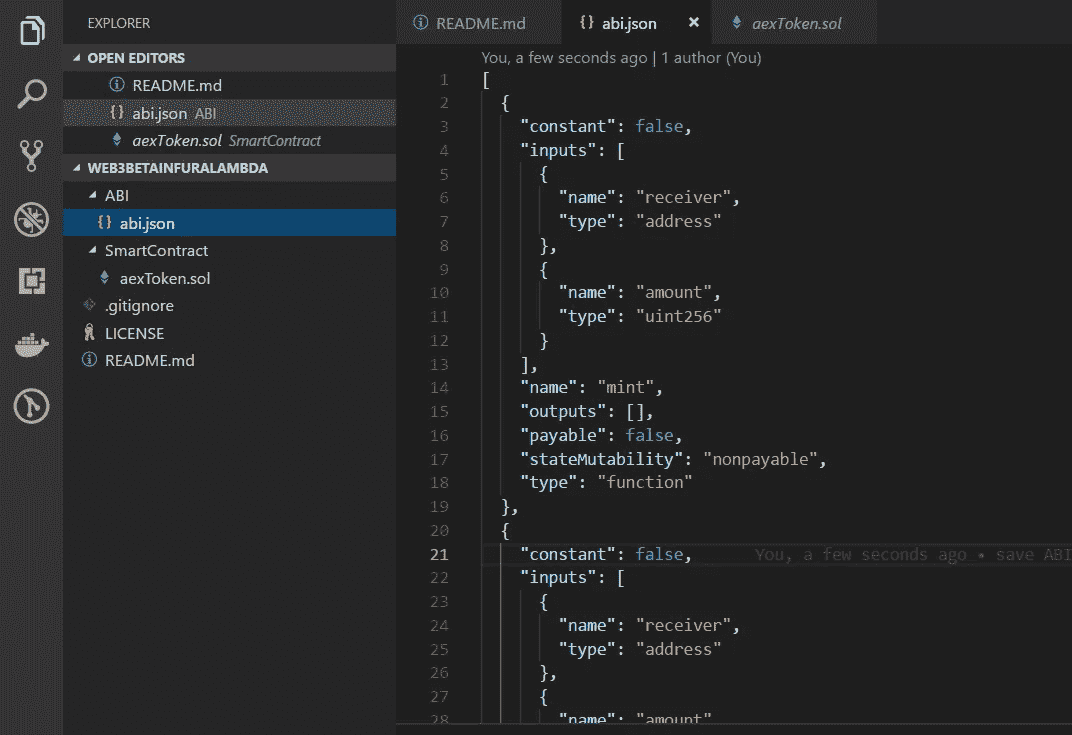 EXPLORER
OPEN EDITORS
README.md
{} abi.json ABI
aexToken.sol SmartContract
WEB3BETAINFURALAMBDA
ABI
{} abi.json
SmartContract
aexToken.sol
.gitignore
LICENSE
README.md
README.md {} abi.json × aexToken.sol
You, a few seconds ago | 1 author (You)
1 [
2 {
3 "constant": false,
4 "inputs": [
5 {
6 "name": "receiver",
7 "type": "address"
8 },
9 {
10 "name": "amount",
11 "type": "uint256"
12 }
13 ],
14 "name": "mint",
15 "outputs": [],
16 "payable": false,
17 "stateMutability": "nonpayable",
18 "type": "function"
19 },
20 {
21 "constant": false, You, a few seconds ago • save ABI
22 "inputs": [
23 {
24 "name": "receiver",
25 "type": "address"
26 },
27 {
28 "name": "amount"